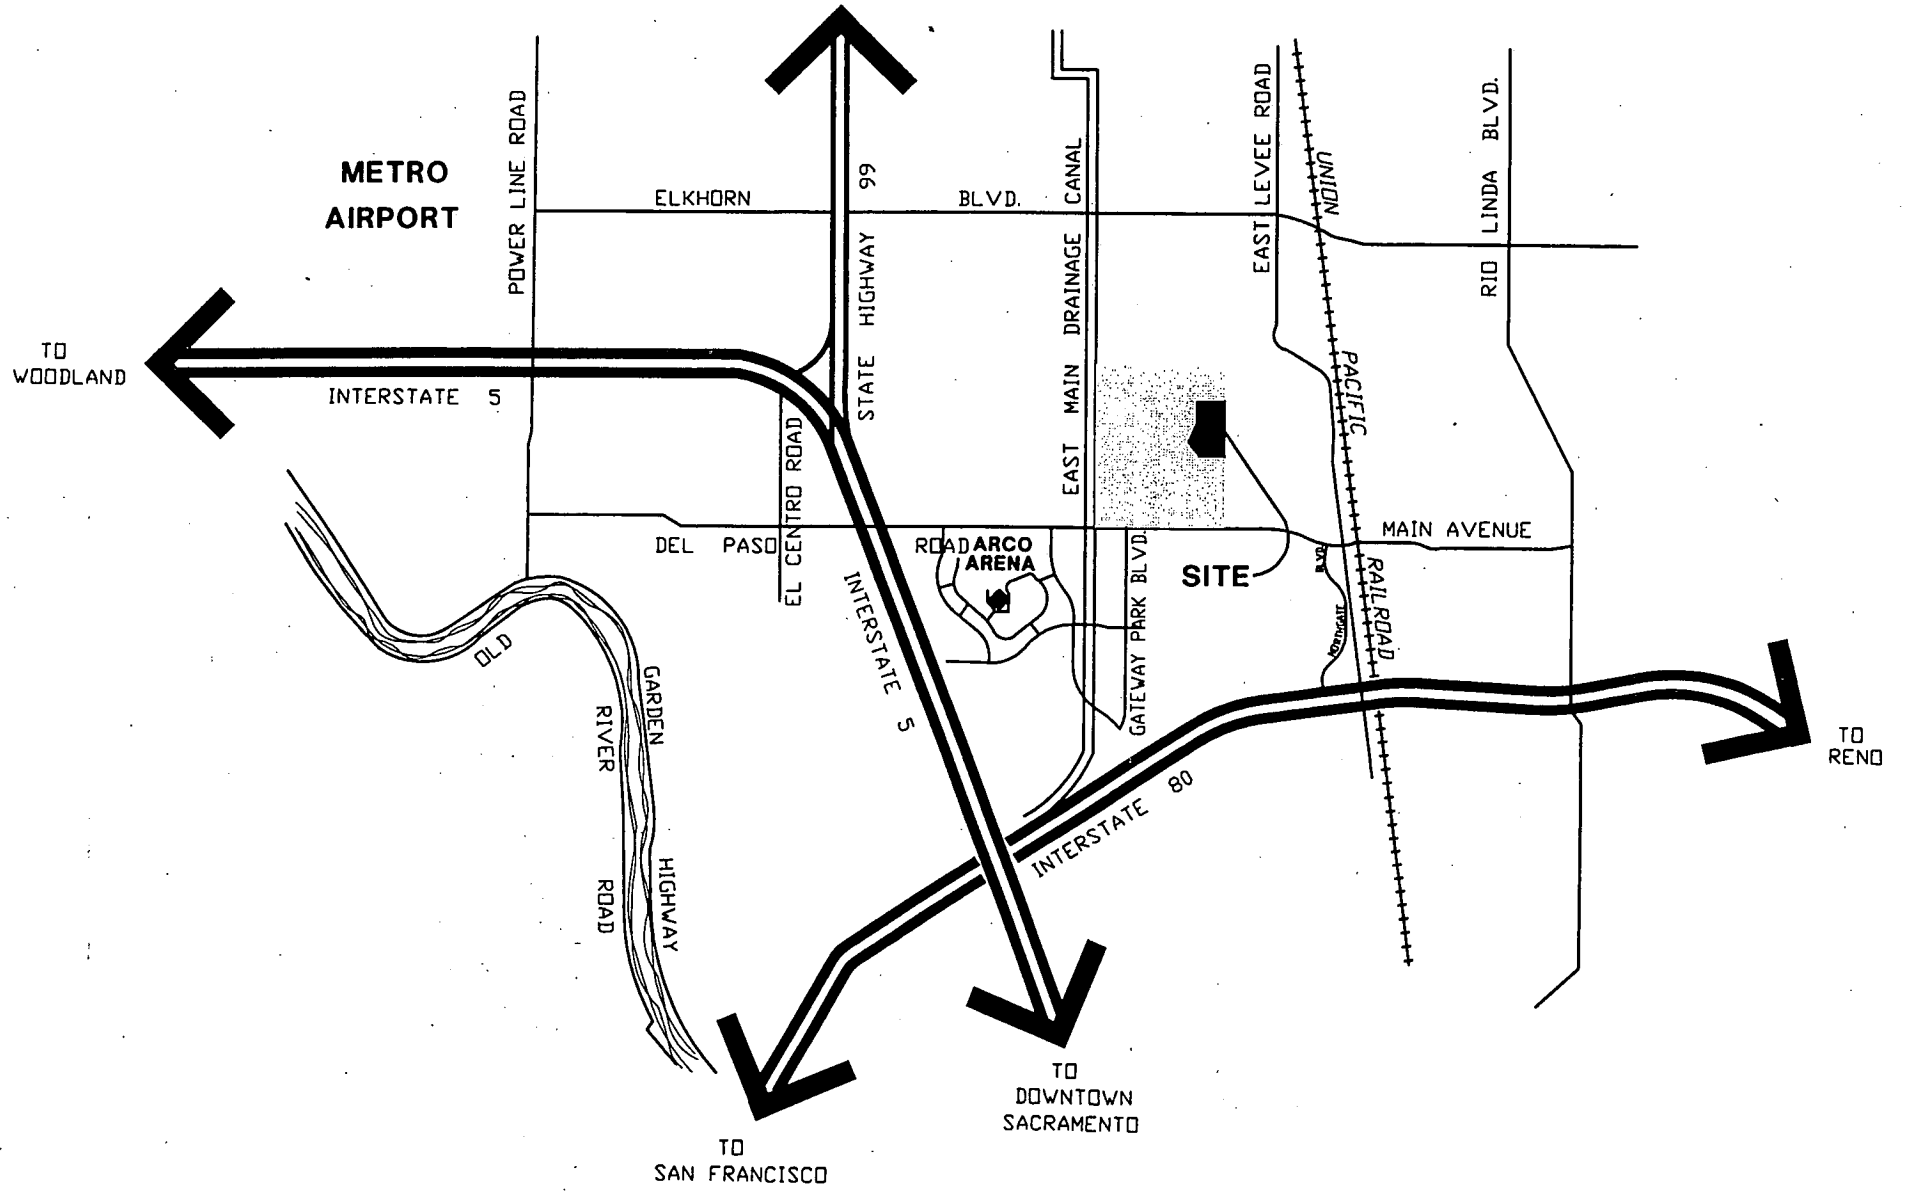 METRO
AIRPORT
POWER LINE ROAD
ELKHORN BLVD.
STATE HIGHWAY 99
EAST MAIN DRAINAGE CANAL
EAST LEVEE ROAD
UNION PACIFIC RAILROAD
RIO LINDA BLVD.
TO
WOODLAND
INTERSTATE 5
EL CENTRO ROAD
DEL PASO ROAD
ARCO
ARENA
MAIN AVENUE
SITE
GATEWAY PARK BLVD.
NORTHGATE BLVD.
INTERSTATE 5
OLD
GARDEN HIGHWAY
RIVER ROAD
INTERSTATE 80
TO
RENO
TO
DOWNTOWN
SACRAMENTO
TO
SAN FRANCISCO